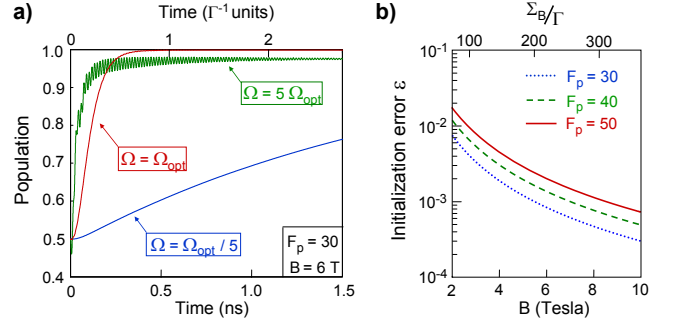 a)
Time (Γ⁻¹ units)
0 1 2
Population
1.0
0.9
0.8
0.7
0.6
0.5
0.4
Ω = 5 Ω_opt
Ω = Ω_opt
Ω = Ω_opt / 5
F_p = 30
B = 6 T
0 0.5 1.0 1.5
Time (ns)
b)
Σ_B/Γ
100 200 300
Initialization error ε
10⁻¹
10⁻²
10⁻³
10⁻⁴
F_p = 30
F_p = 40
F_p = 50
2 4 6 8 10
B (Tesla)